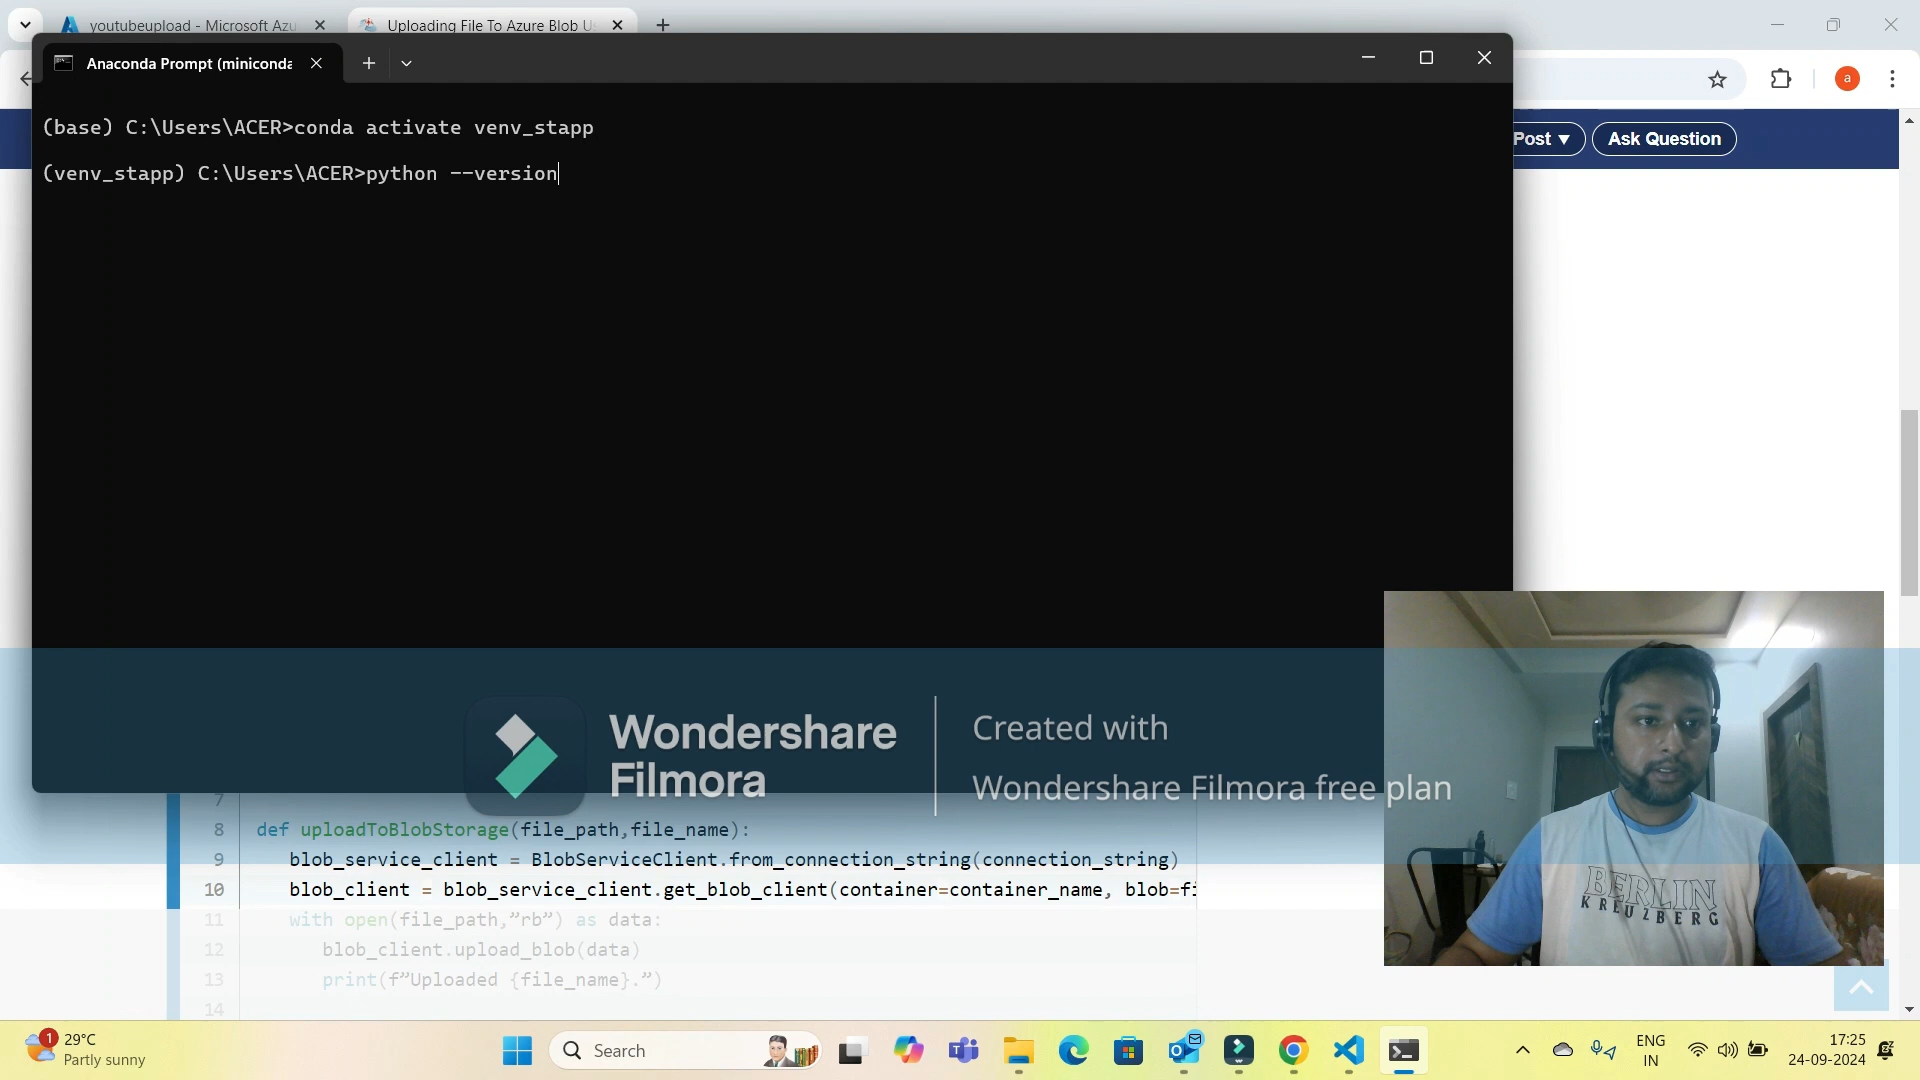 youtubeupload - Microsoft Azu
Uploading File To Azure Blob U
Anaconda Prompt (miniconda
a
(base) C:\Users\ACER>conda activate venv_stapp
Post ▼
Ask Question
(venv_stapp) C:\Users\ACER>python --version
Wondershare
Filmora
Created with
Wondershare Filmora free plan
7
8 def uploadToBlobStorage(file_path,file_name):
9 blob_service_client = BlobServiceClient.from_connection_string(connection_string)
10 blob_client = blob_service_client.get_blob_client(container=container_name, blob=fi
11 with open(file_path,”rb”) as data:
12 blob_client.upload_blob(data)
13 print(f”Uploaded {file_name}.”)
14
BERLIN
KREUZBERG
1
29°C
Partly sunny
Search
ENG
IN
17:25
24-09-2024